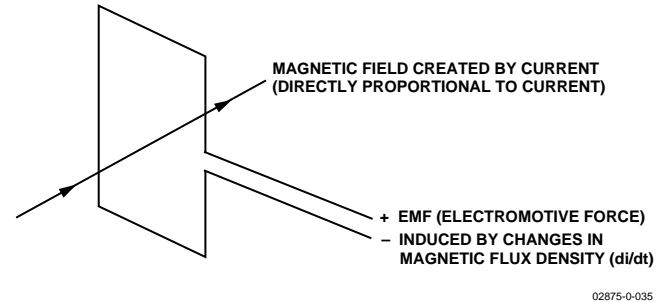 MAGNETIC FIELD CREATED BY CURRENT
(DIRECTLY PROPORTIONAL TO CURRENT)
+ EMF (ELECTROMOTIVE FORCE)
– INDUCED BY CHANGES IN
MAGNETIC FLUX DENSITY (di/dt)
02875-0-035